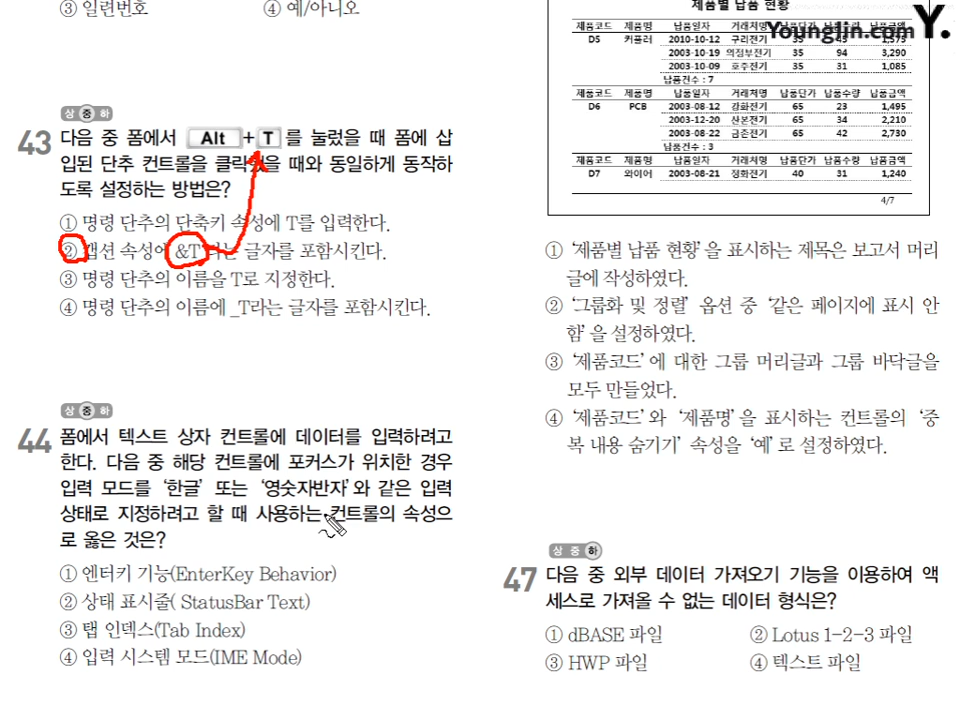 ③ 일련번호 ④ 예/아니오
상 중 하
43 다음 중 폼에서 Alt + T 를 눌렀을 때 폼에 삽
입된 단추 컨트롤을 클릭했을 때와 동일하게 동작하
도록 설정하는 방법은?
① 명령 단추의 단축키 속성에 T를 입력한다.
② 캡션 속성에 &T 라는 글자를 포함시킨다.
③ 명령 단추의 이름을 T로 지정한다.
④ 명령 단추의 이름에 _T라는 글자를 포함시킨다.
상 중 하
44 폼에서 텍스트 상자 컨트롤에 데이터를 입력하려고
한다. 다음 중 해당 컨트롤에 포커스가 위치한 경우
입력 모드를 ‘한글’ 또는 ‘영숫자반자’와 같은 입력
상태로 지정하려고 할 때 사용하는 컨트롤의 속성으
로 옳은 것은?
① 엔터키 기능(EnterKey Behavior)
② 상태 표시줄( StatusBar Text)
③ 탭 인덱스(Tab Index)
④ 입력 시스템 모드(IME Mode)
제품별 납품 현황
Youngjin.com Y.
제품코드 제품명 납품일자 거래처명 납품단가 납품수량 납품금액
D5 커플러 2010-10-12 구리전기 35 45 1,575
2003-10-19 의정부전기 35 94 3,290
2003-10-09 호주전기 35 31 1,085
납품건수 : 7
제품코드 제품명 납품일자 거래처명 납품단가 납품수량 납품금액
D6 PCB 2003-08-12 강화전기 65 23 1,495
2003-12-20 산본전기 65 34 2,210
2003-08-22 금촌전기 65 42 2,730
납품건수 : 3
제품코드 제품명 납품일자 거래처명 납품단가 납품수량 납품금액
D7 와이어 2003-08-21 정화전기 40 31 1,240
4/7
① ‘제품별 납품 현황’을 표시하는 제목은 보고서 머리
글에 작성하였다.
② ‘그룹화 및 정렬’ 옵션 중 ‘같은 페이지에 표시 안
함’을 설정하였다.
③ ‘제품코드’에 대한 그룹 머리글과 그룹 바닥글을
모두 만들었다.
④ ‘제품코드’와 ‘제품명’을 표시하는 컨트롤의 ‘중
복 내용 숨기기’ 속성을 ‘예’로 설정하였다.
상 중 하
47 다음 중 외부 데이터 가져오기 기능을 이용하여 액
세스로 가져올 수 없는 데이터 형식은?
① dBASE 파일 ② Lotus 1-2-3 파일
③ HWP 파일 ④ 텍스트 파일